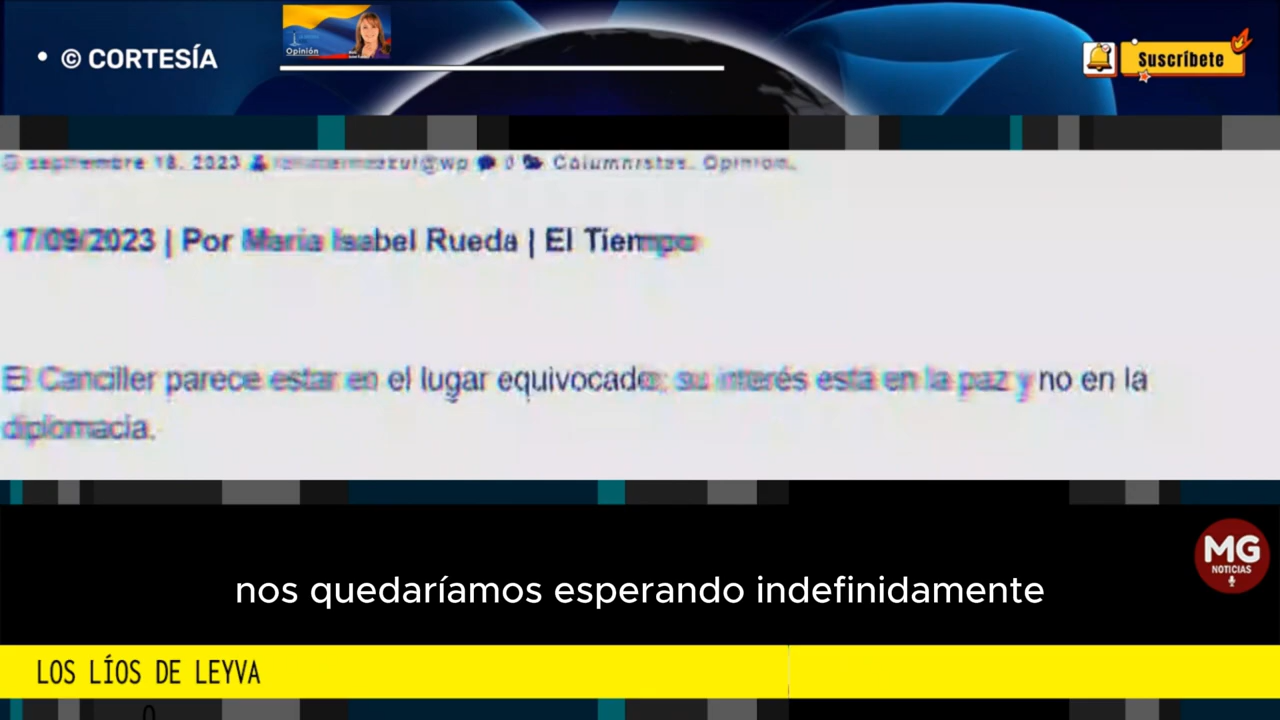 • © CORTESÍA
Opinión
Suscríbete
septiembre 18, 2023 0 Columnistas, Opinión,
17/09/2023 | Por María Isabel Rueda | El Tiempo
El Canciller parece estar en el lugar equivocado; su interés está en la paz y no en la
diplomacia.
MG
NOTICIAS
nos quedaríamos esperando indefinidamente
LOS LÍOS DE LEYVA